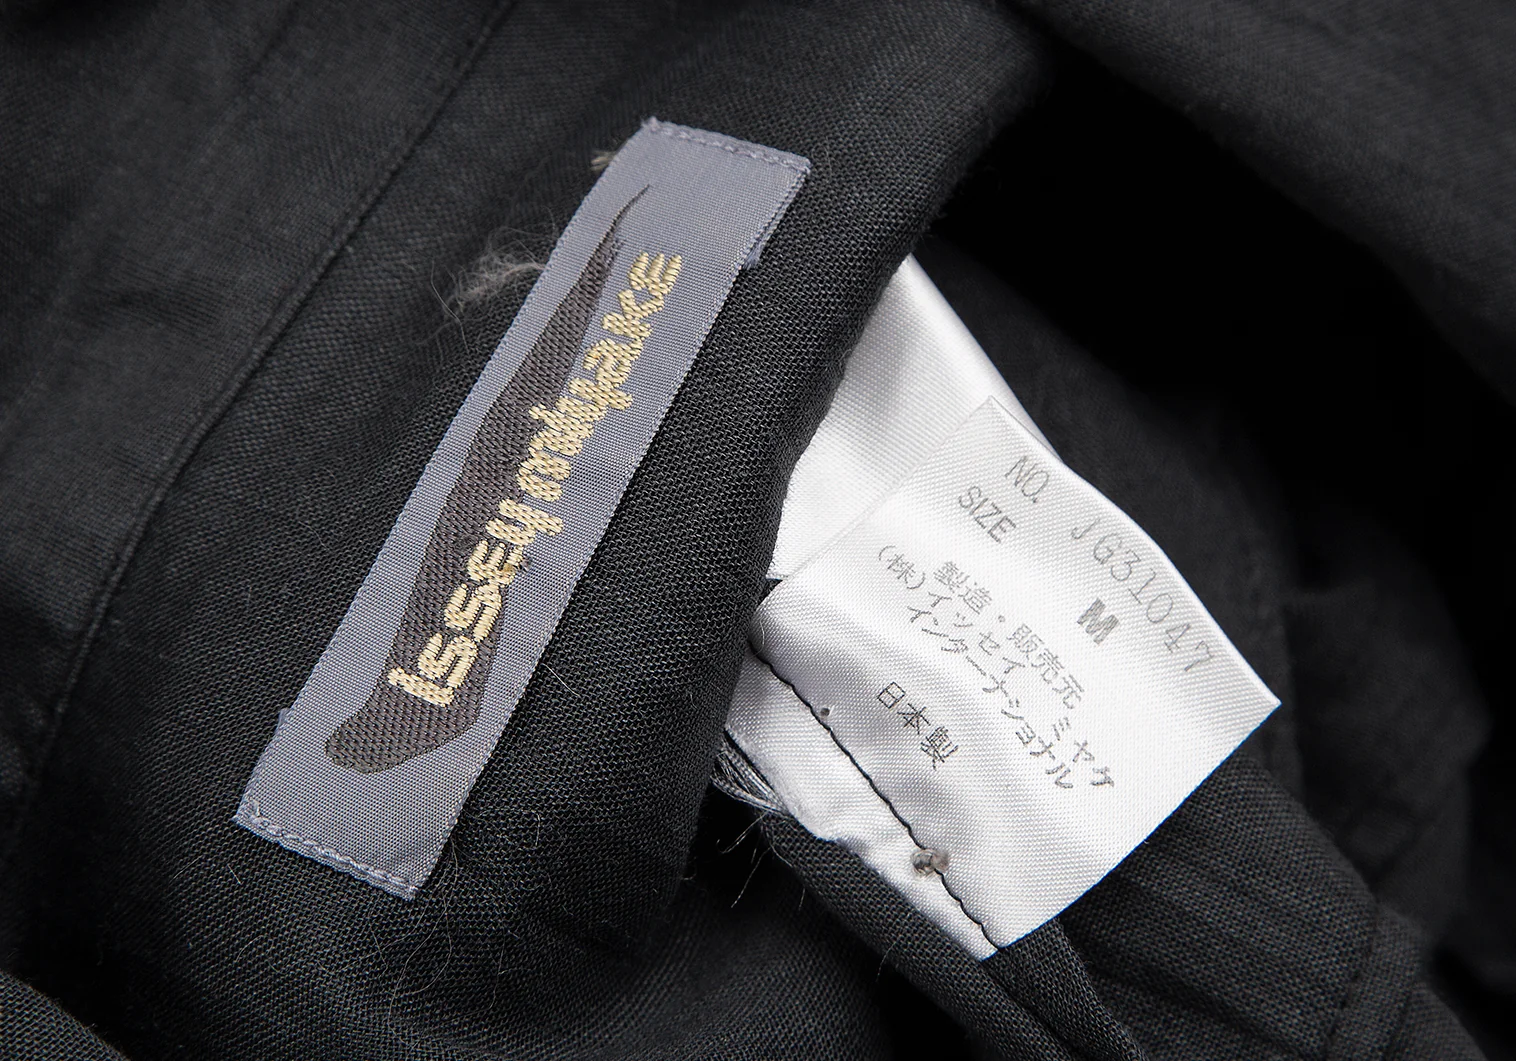 Issey miyake
NO. JG31047
SIZE M
製造・販売元
(株)イッセイ ミヤケ
インターナショナル
日本製